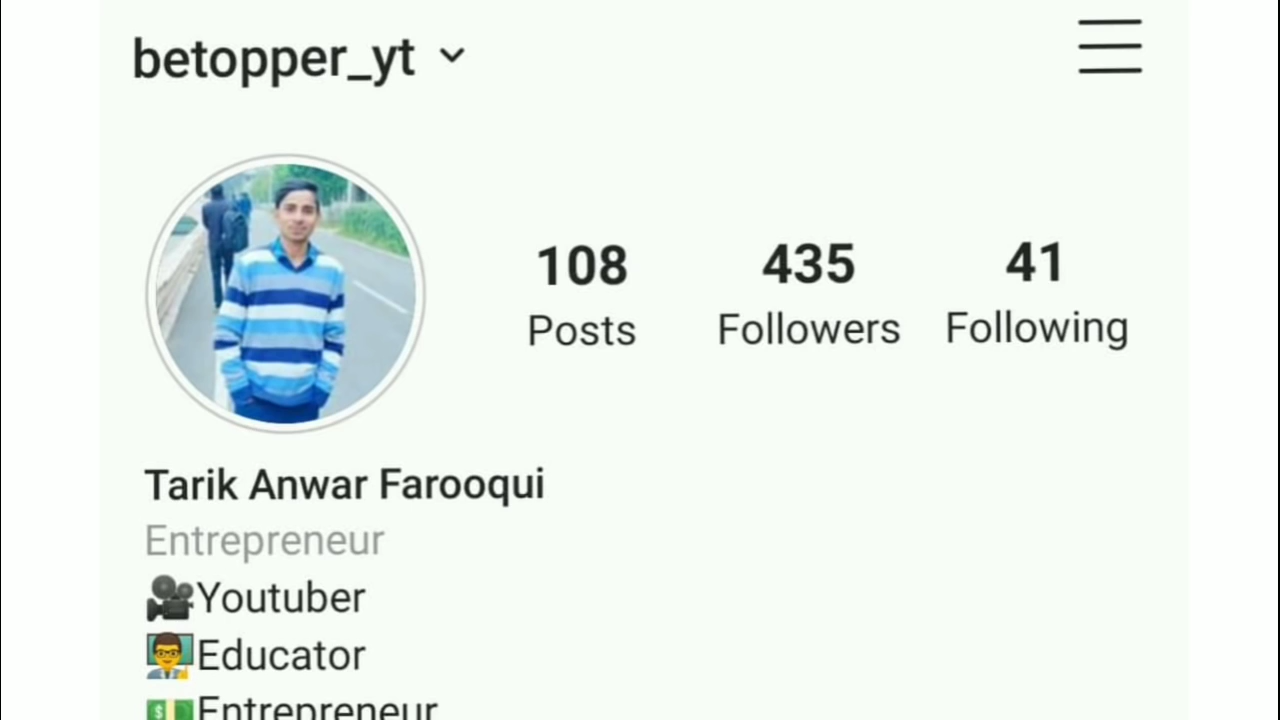 betopper_yt
108 435 41
Posts Followers Following
Tarik Anwar Farooqui
Entrepreneur
🎥Youtuber
👨‍🏫Educator
💵Entrepreneur